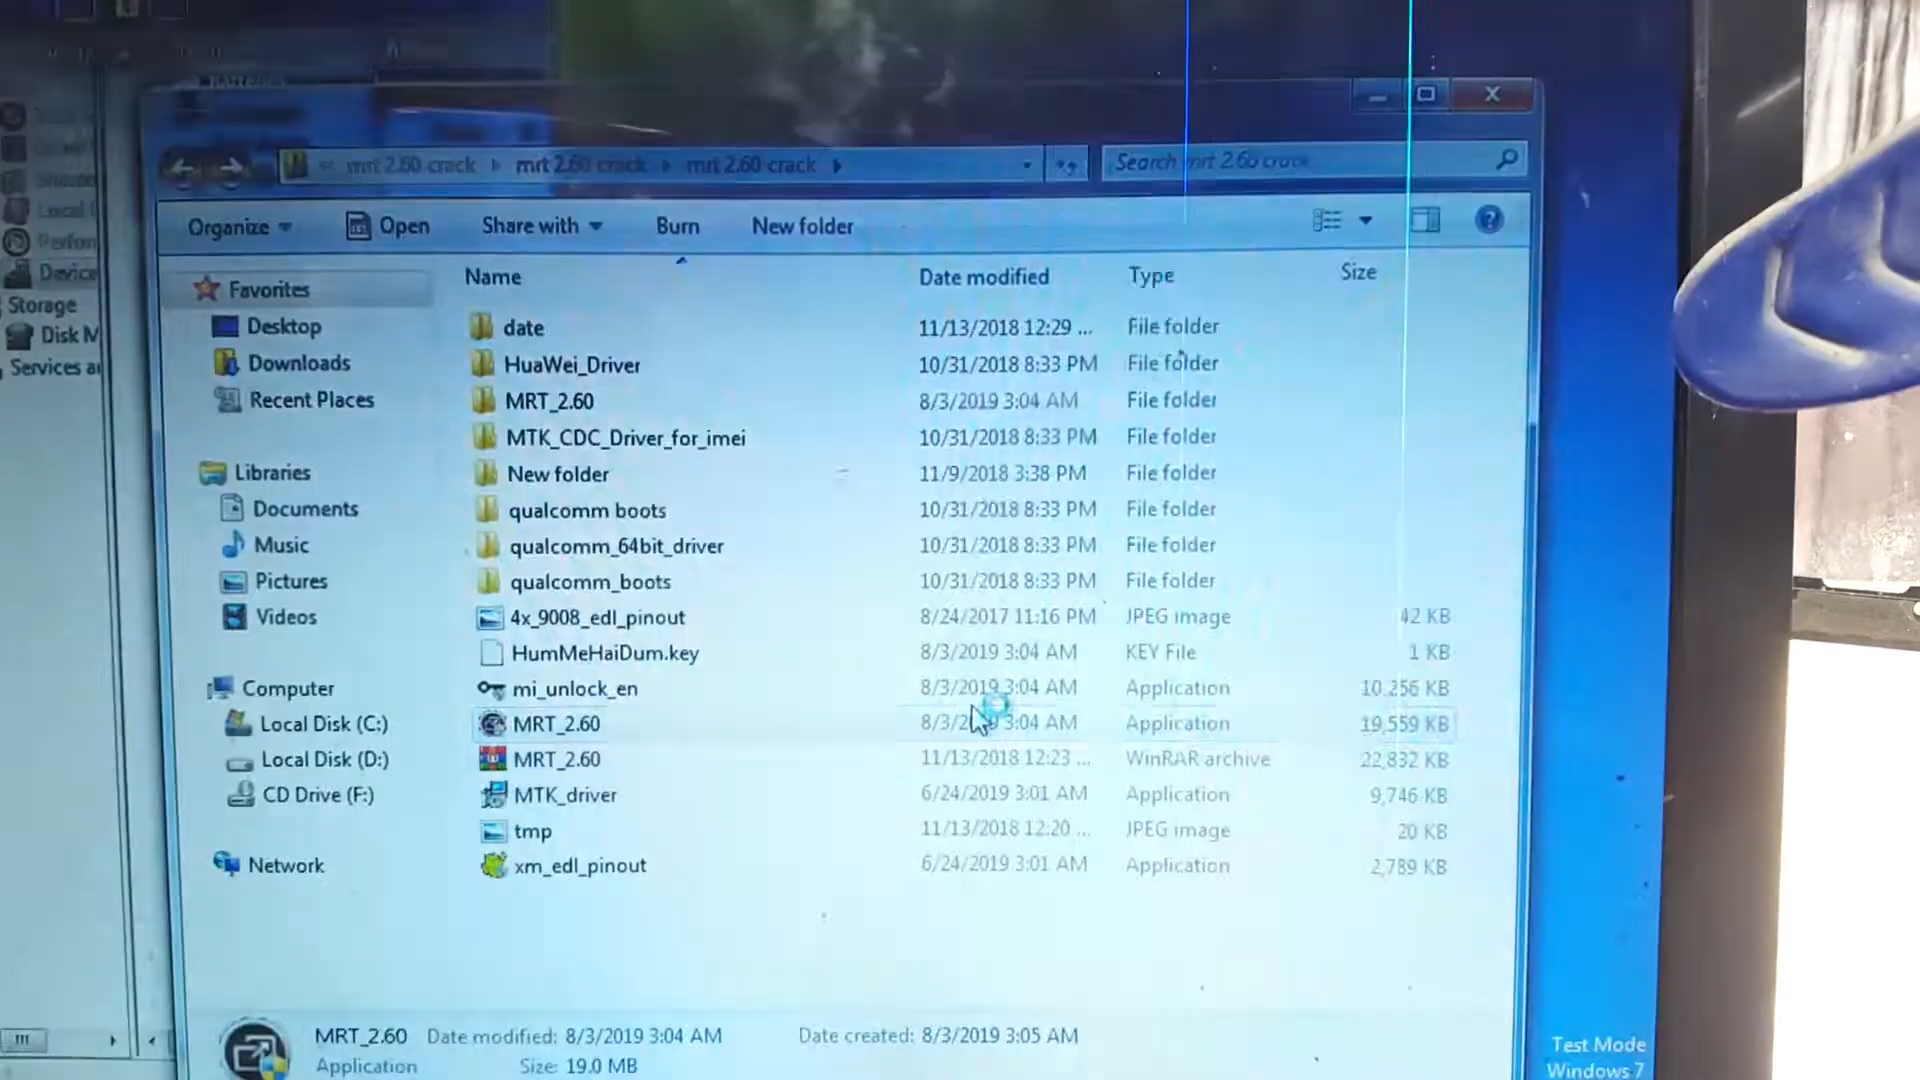 mrt 2.60 crack mrt 2.60 crack mrt 2.60 crack Search mrt 2.60 crack
Organize Open Share with Burn New folder
Name Date modified Type Size
Favorites
Desktop
Downloads
Recent Places
Libraries
Documents
Music
Pictures
Videos
Computer
Local Disk (C:)
Local Disk (D:)
CD Drive (F:)
Network
date 11/13/2018 12:29 ... File folder
HuaWei_Driver 10/31/2018 8:33 PM File folder
MRT_2.60 8/3/2019 3:04 AM File folder
MTK_CDC_Driver_for_imei 10/31/2018 8:33 PM File folder
New folder 11/9/2018 3:38 PM File folder
qualcomm boots 10/31/2018 8:33 PM File folder
qualcomm_64bit_driver 10/31/2018 8:33 PM File folder
qualcomm_boots 10/31/2018 8:33 PM File folder
4x_9008_edl_pinout 8/24/2017 11:16 PM JPEG image 42 KB
HumMeHaiDum.key 8/3/2019 3:04 AM KEY File 1 KB
mi_unlock_en 8/3/2019 3:04 AM Application 10,256 KB
MRT_2.60 3:04 AM Application 19,559 KB
MRT_2.60 11/13/2018 12:23 ... WinRAR archive 22,832 KB
MTK_driver 6/24/2019 3:01 AM Application 9,746 KB
tmp 11/13/2018 12:20 ... JPEG image 20 KB
xm_edl_pinout 6/24/2019 3:01 AM Application 2,789 KB
MRT_2.60 Date modified: 8/3/2019 3:04 AM Date created: 8/3/2019 3:05 AM
Application Size: 19.0 MB
Local
Perfon
Device
Storage
Disk M
Services a
Test Mode
Windows 7